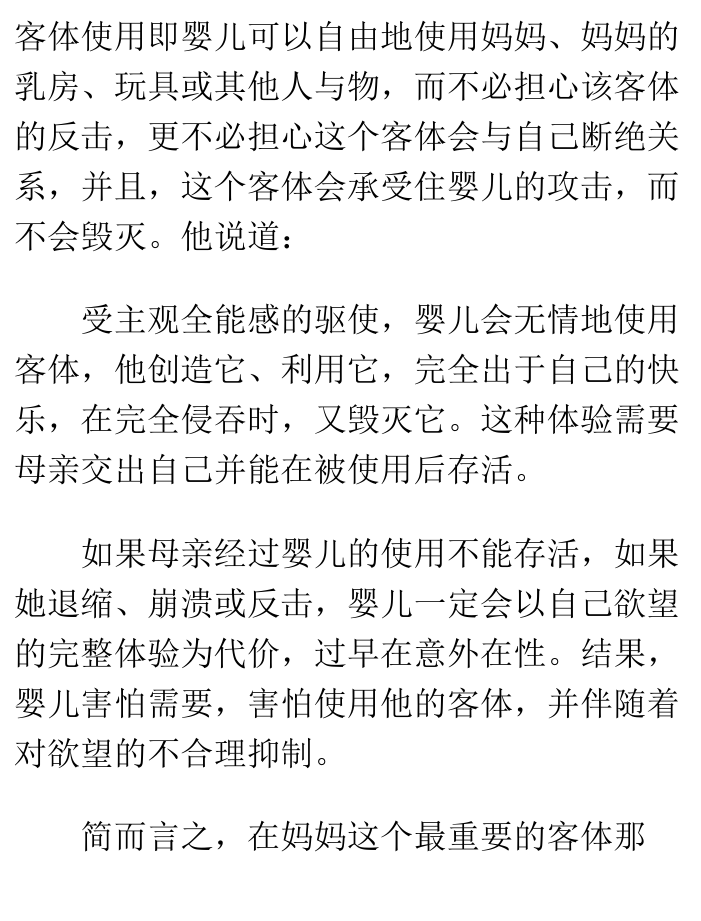 客体使用即婴儿可以自由地使用妈妈、妈妈的
乳房、玩具或其他人与物，而不必担心该客体
的反击，更不必担心这个客体会与自己断绝关
系，并且，这个客体会承受住婴儿的攻击，而
不会毁灭。他说道：
受主观全能感的驱使，婴儿会无情地使用
客体，他创造它、利用它，完全出于自己的快
乐，在完全侵吞时，又毁灭它。这种体验需要
母亲交出自己并能在被使用后存活。
如果母亲经过婴儿的使用不能存活，如果
她退缩、崩溃或反击，婴儿一定会以自己欲望
的完整体验为代价，过早在意外在性。结果，
婴儿害怕需要，害怕使用他的客体，并伴随着
对欲望的不合理抑制。
简而言之，在妈妈这个最重要的客体那